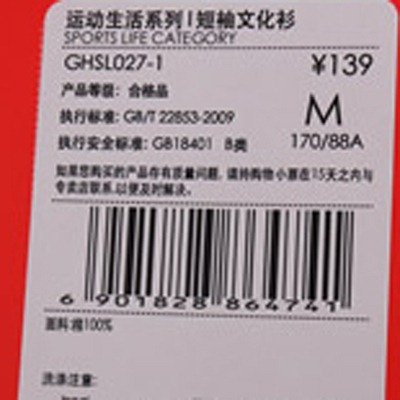 运动生活系列|短袖文化衫
SPORTS LIFE CATEGORY
GHSL027-1 ¥139
产品等级: 合格品
执行标准: GB/T 22853-2009 M
执行安全标准: GB18401 B类 170/88A
如果您购买的产品存有质量问题, 请持购物小票在15天之内与
专卖店联系,以便及时解决。
6 901828 864741
面料:棉100%
洗涤注意: